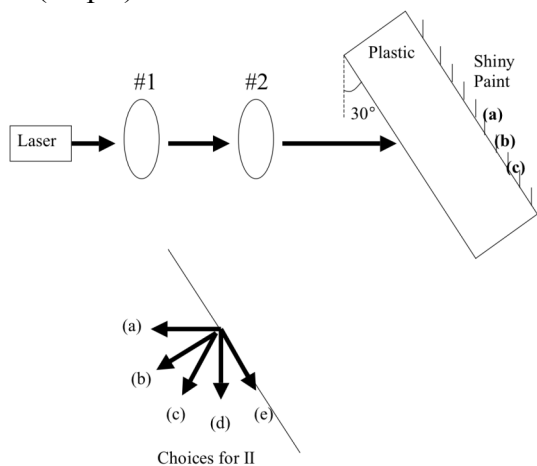 Plastic
Shiny
Paint
#1
#2
30°
(a)
Laser
(b)
(c)
(a)
(b)
(c)
(d)
(e)
Choices for II